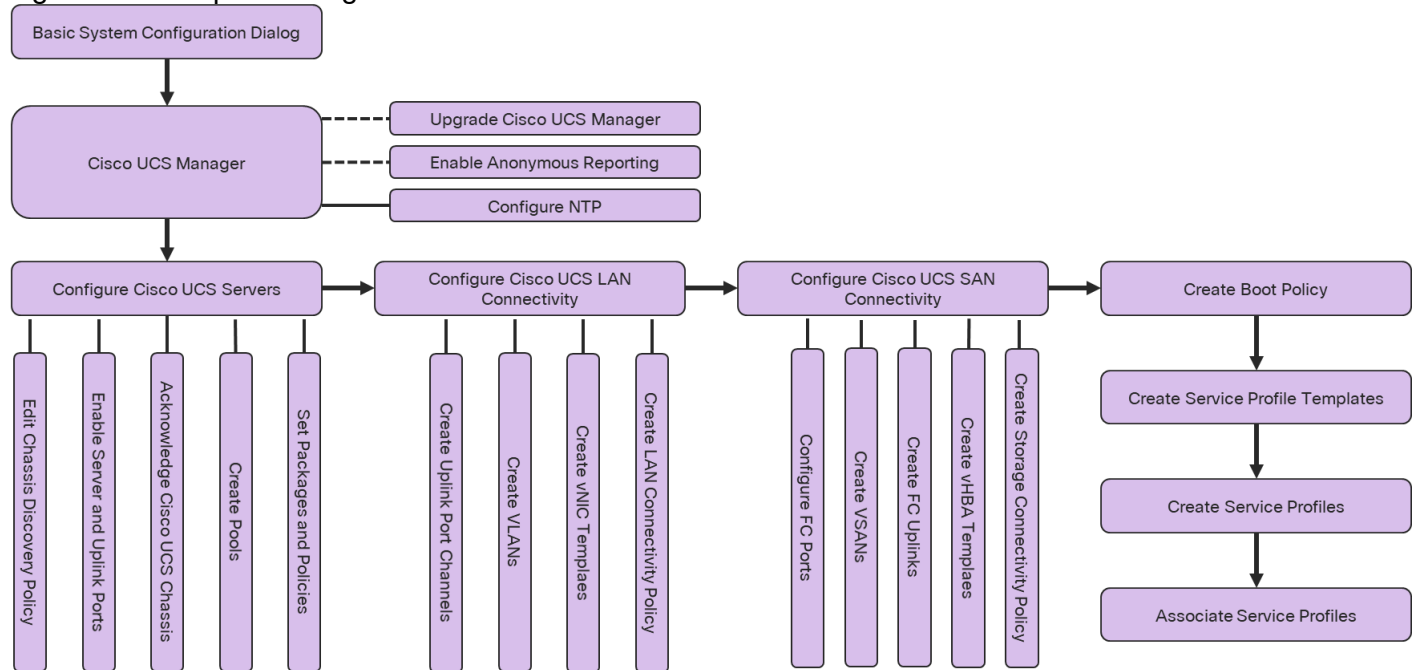 Basic System Configuration Dialog
Cisco UCS Manager
Upgrade Cisco UCS Manager
Enable Anonymous Reporting
Configure NTP
Configure Cisco UCS Servers
Configure Cisco UCS LAN
Connectivity
Configure Cisco UCS SAN
Connectivity
Create Boot Policy
Edit Chassis Discovery Policy
Enable Server and Uplink Ports
Acknowledge Cisco UCS Chassis
Create Pools
Set Packages and Policies
Create Uplink Port Channels
Create VLANs
Create vNIC Templaes
Create LAN Connectivity Policy
Configure FC Ports
Create VSANs
Create FC Uplinks
Create vHBA Templaes
Create Storage Connectivity Policy
Create Service Profile Templates
Create Service Profiles
Associate Service Profiles